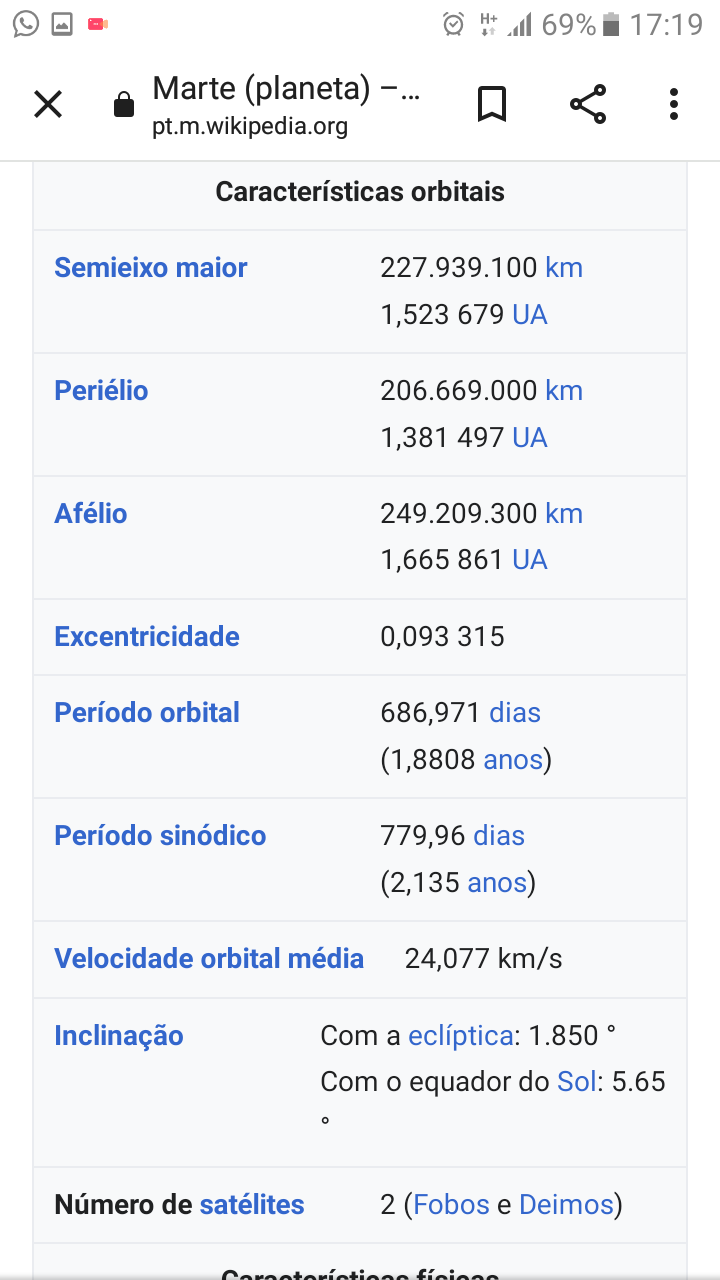 H+ 69% 17:19
Marte (planeta) –...
pt.m.wikipedia.org
Características orbitais
Semieixo maior 227.939.100 km
1,523 679 UA
Periélio 206.669.000 km
1,381 497 UA
Afélio 249.209.300 km
1,665 861 UA
Excentricidade 0,093 315
Período orbital 686,971 dias
(1,8808 anos)
Período sinódico 779,96 dias
(2,135 anos)
Velocidade orbital média 24,077 km/s
Inclinação Com a eclíptica: 1.850 °
Com o equador do Sol: 5.65
°
Número de satélites 2 (Fobos e Deimos)
Características físicas